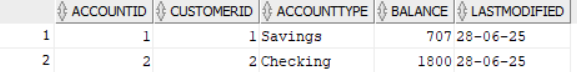 ACCOUNTID CUSTOMERID ACCOUNTTYPE BALANCE LASTMODIFIED
1 1 1 Savings 707 28-06-25
2 2 2 Checking 1800 28-06-25